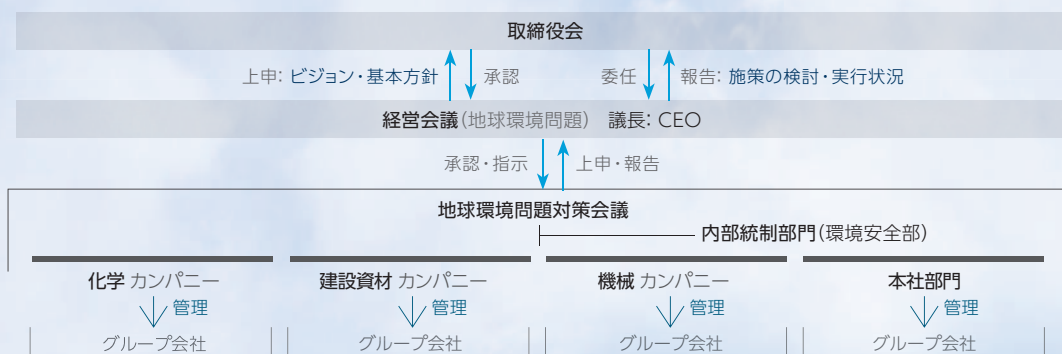 取締役会
上申: ビジョン・基本方針 承認 委任 報告: 施策の検討・実行状況
経営会議(地球環境問題) 議長: CEO
承認・指示 上申・報告
地球環境問題対策会議
内部統制部門(環境安全部)
化学 カンパニー 建設資材 カンパニー 機械 カンパニー 本社部門
管理 管理 管理 管理
グループ会社 グループ会社 グループ会社 グループ会社